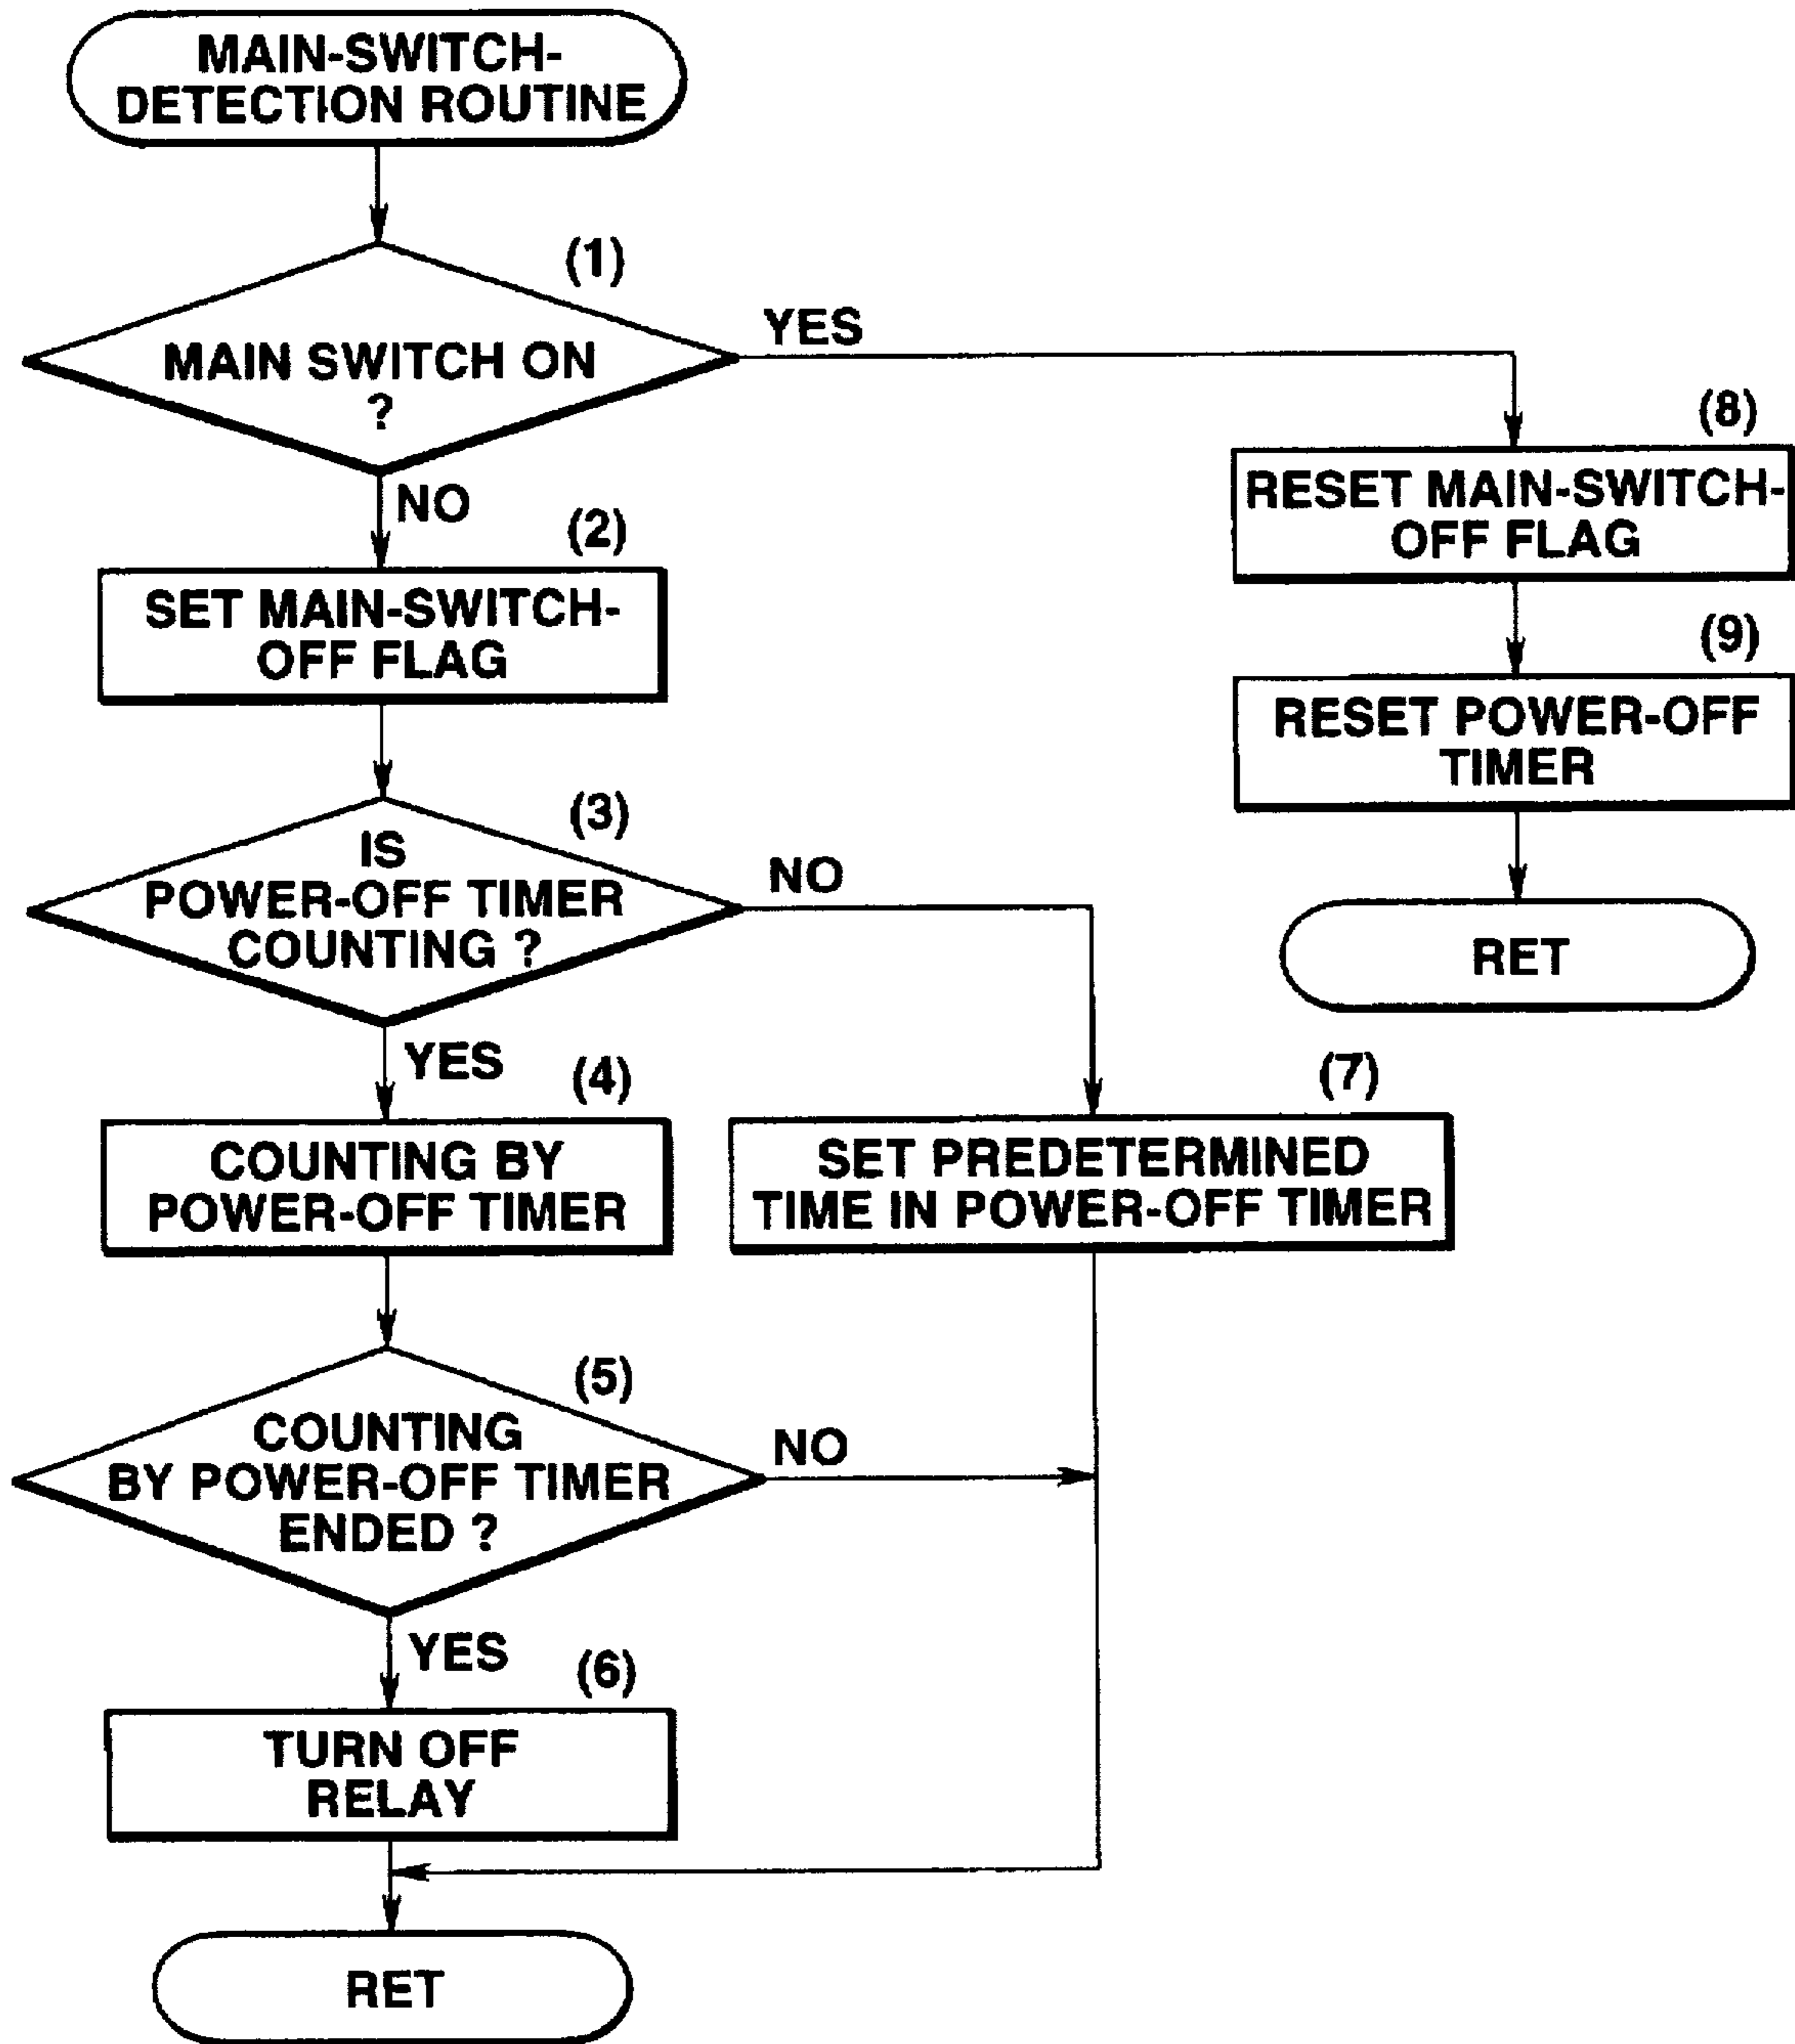 MAIN-SWITCH-
DETECTION ROUTINE
(1)
MAIN SWITCH ON
?
YES
NO
(2)
SET MAIN-SWITCH-
OFF FLAG
(3)
IS
POWER-OFF TIMER
COUNTING ?
NO
YES
(4)
COUNTING BY
POWER-OFF TIMER
(5)
COUNTING
BY POWER-OFF TIMER
ENDED ?
NO
YES
(6)
TURN OFF
RELAY
RET
(7)
SET PREDETERMINED
TIME IN POWER-OFF TIMER
(8)
RESET MAIN-SWITCH-
OFF FLAG
(9)
RESET POWER-OFF
TIMER
RET